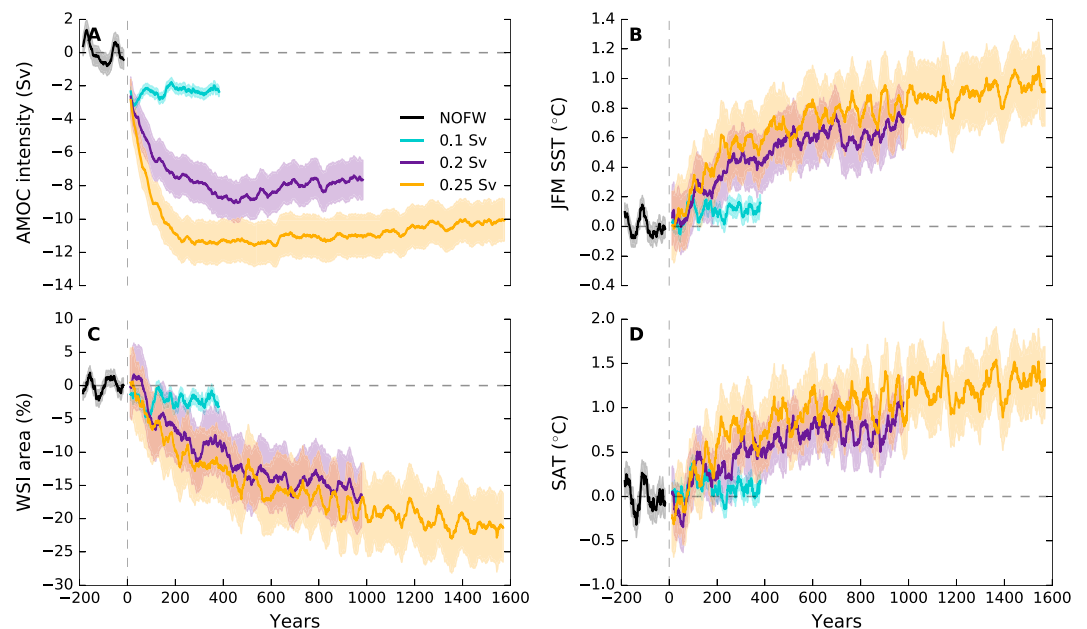 A
AMOC intensity (Sv)
2
0
−2
−4
−6
−8
−10
−12
−14
NOFW
0.1 Sv
0.2 Sv
0.25 Sv
B
JFM SST (°C)
1.4
1.2
1.0
0.8
0.6
0.4
0.2
0.0
−0.2
−0.4
C
WSI area (%)
10
5
0
−5
−10
−15
−20
−25
−30
−200 0 200 400 600 800 1000 1200 1400 1600
Years
D
SAT (°C)
2.0
1.5
1.0
0.5
0.0
−0.5
−1.0
−200 0 200 400 600 800 1000 1200 1400 1600
Years